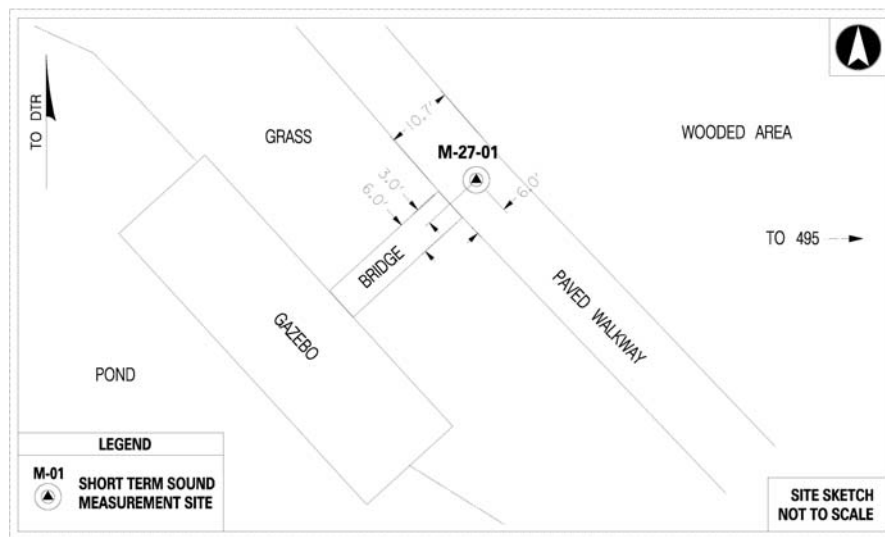 TO DTR
GRASS
10.7'
WOODED AREA
M-27-01
3.0'
6.0'
6.0'
TO 495
BRIDGE
PAVED WALKWAY
GAZEBO
POND
LEGEND
M-01
SHORT TERM SOUND
MEASUREMENT SITE
SITE SKETCH
NOT TO SCALE